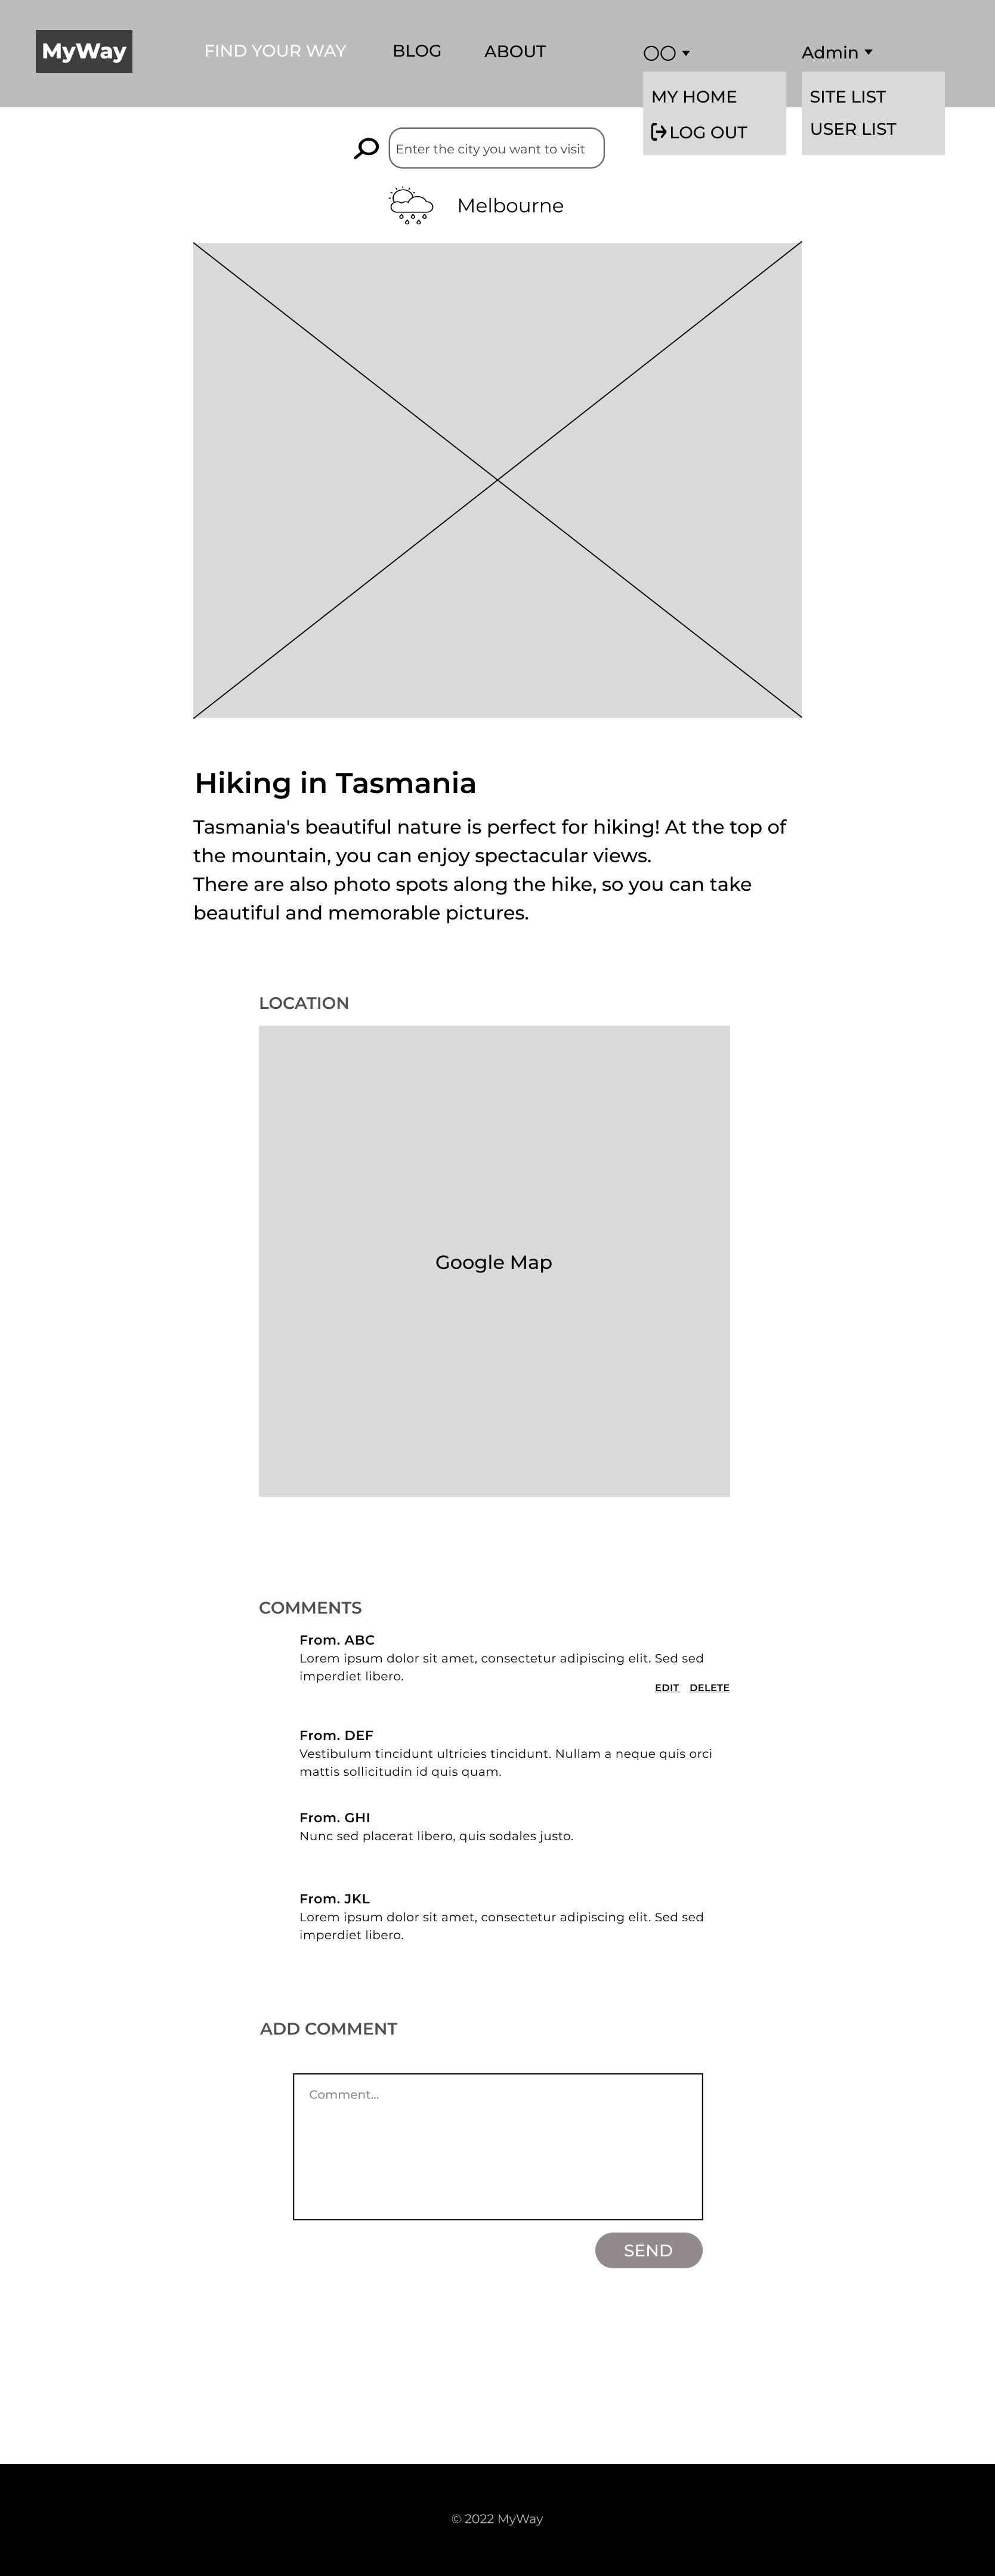 MyWay
FIND YOUR WAY
BLOG
ABOUT
○○
Admin
MY HOME
LOG OUT
SITE LIST
USER LIST
Enter the city you want to visit
Melbourne
Hiking in Tasmania
Tasmania's beautiful nature is perfect for hiking! At the top of
the mountain, you can enjoy spectacular views.
There are also photo spots along the hike, so you can take
beautiful and memorable pictures.
LOCATION
Google Map
COMMENTS
From. ABC
Lorem ipsum dolor sit amet, consectetur adipiscing elit. Sed sed
imperdiet libero.
EDIT DELETE
From. DEF
Vestibulum tincidunt ultricies tincidunt. Nullam a neque quis orci
mattis sollicitudin id quis quam.
From. GHI
Nunc sed placerat libero, quis sodales justo.
From. JKL
Lorem ipsum dolor sit amet, consectetur adipiscing elit. Sed sed
imperdiet libero.
ADD COMMENT
Comment...
SEND
© 2022 MyWay